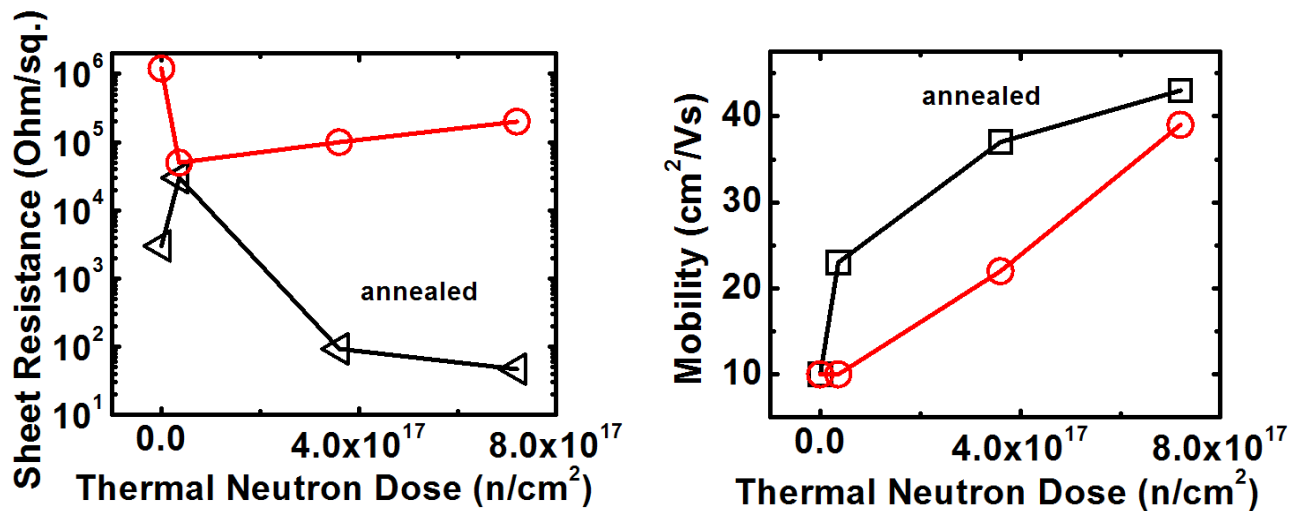 Sheet Resistance (Ohm/sq.)
10^6
10^5
10^4
10^3
10^2
10^1
annealed
0.0
4.0x10^17
8.0x10^17
Thermal Neutron Dose (n/cm^2)
Mobility (cm^2/Vs)
40
30
20
10
annealed
0.0
4.0x10^17
8.0x10^17
Thermal Neutron Dose (n/cm^2)